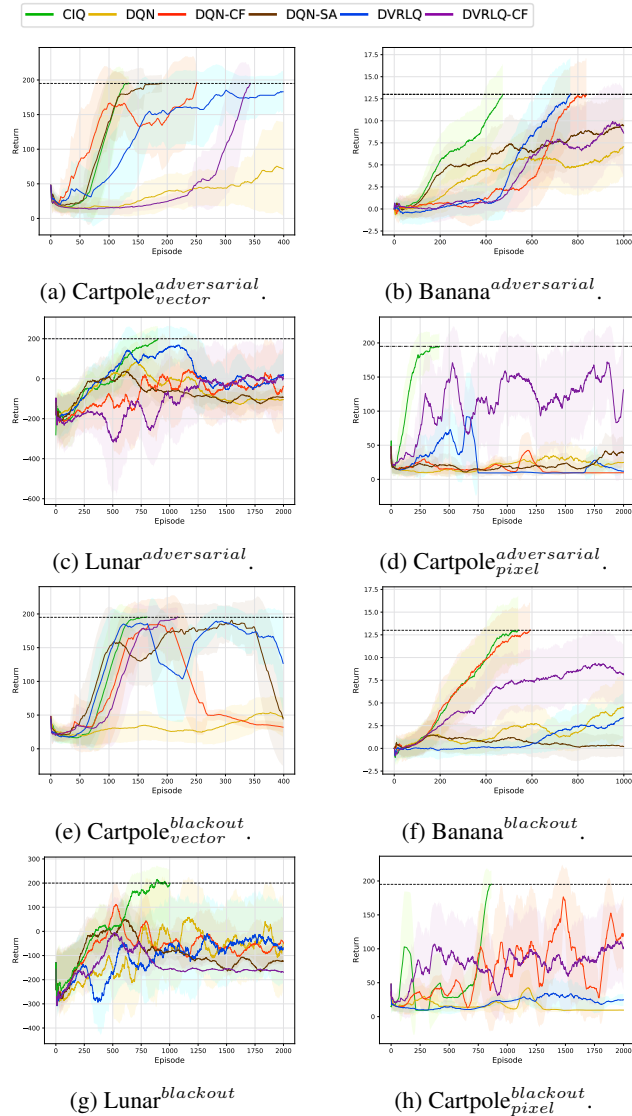 CIQ DQN DQN-CF DQN-SA DVRLQ DVRLQ-CF
200
150
100
50
0
Return
0 50 100 150 200 250 300 350 400
Episode
17.5
15.0
12.5
10.0
7.5
5.0
2.5
0.0
−2.5
Return
0 200 400 600 800 1000
Episode
(a) Cartpole adversarial vector.
(b) Banana adversarial.
200
0
−200
−400
−600
Return
0 250 500 750 1000 1250 1500 1750 2000
Episode
200
150
100
50
0
Return
0 250 500 750 1000 1250 1500 1750 2000
Episode
(c) Lunar adversarial.
(d) Cartpole adversarial pixel.
200
150
100
50
0
Return
0 50 100 150 200 250 300 350 400
Episode
17.5
15.0
12.5
10.0
7.5
5.0
2.5
0.0
−2.5
Return
0 200 400 600 800 1000
Episode
(e) Cartpole blackout vector.
(f) Banana blackout.
300
200
100
0
−100
−200
−300
−400
Return
0 250 500 750 1000 1250 1500 1750 2000
Episode
200
150
100
50
0
Return
0 250 500 750 1000 1250 1500 1750 2000
Episode
(g) Lunar blackout
(h) Cartpole blackout pixel.